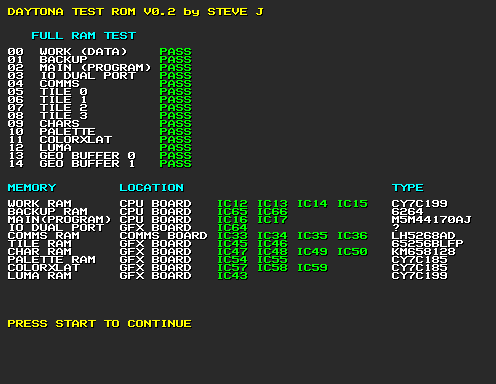 DAYTONA TEST ROM V0.2 by STEVE J
FULL RAM TEST
00 WORK (DATA) PASS
01 BACKUP PASS
02 MAIN (PROGRAM) PASS
03 IO DUAL PORT PASS
04 COMMS PASS
05 TILE 0 PASS
06 TILE 1 PASS
07 TILE 2 PASS
08 TILE 3 PASS
09 CHARS PASS
10 PALETTE PASS
11 COLORXLAT PASS
12 LUMA PASS
13 GEO BUFFER 0 PASS
14 GEO BUFFER 1 PASS
MEMORY LOCATION TYPE
WORK RAM CPU BOARD IC12 IC13 IC14 IC15 CY7C199
BACKUP RAM CPU BOARD IC65 IC66 6264
MAIN(PROGRAM) CPU BOARD IC16 IC17 M5M44170AJ
IO DUAL PORT GFX BOARD IC64 ?
COMMS RAM COMMS BOARD IC33 IC34 IC35 IC36 LH5268AD
TILE RAM GFX BOARD IC45 IC46 65256BLFP
CHAR RAM GFX BOARD IC47 IC48 IC49 IC50 KM658128
PALETTE RAM GFX BOARD IC54 IC55 CY7C185
COLORXLAT GFX BOARD IC57 IC58 IC59 CY7C185
LUMA RAM GFX BOARD IC43 CY7C199
PRESS START TO CONTINUE